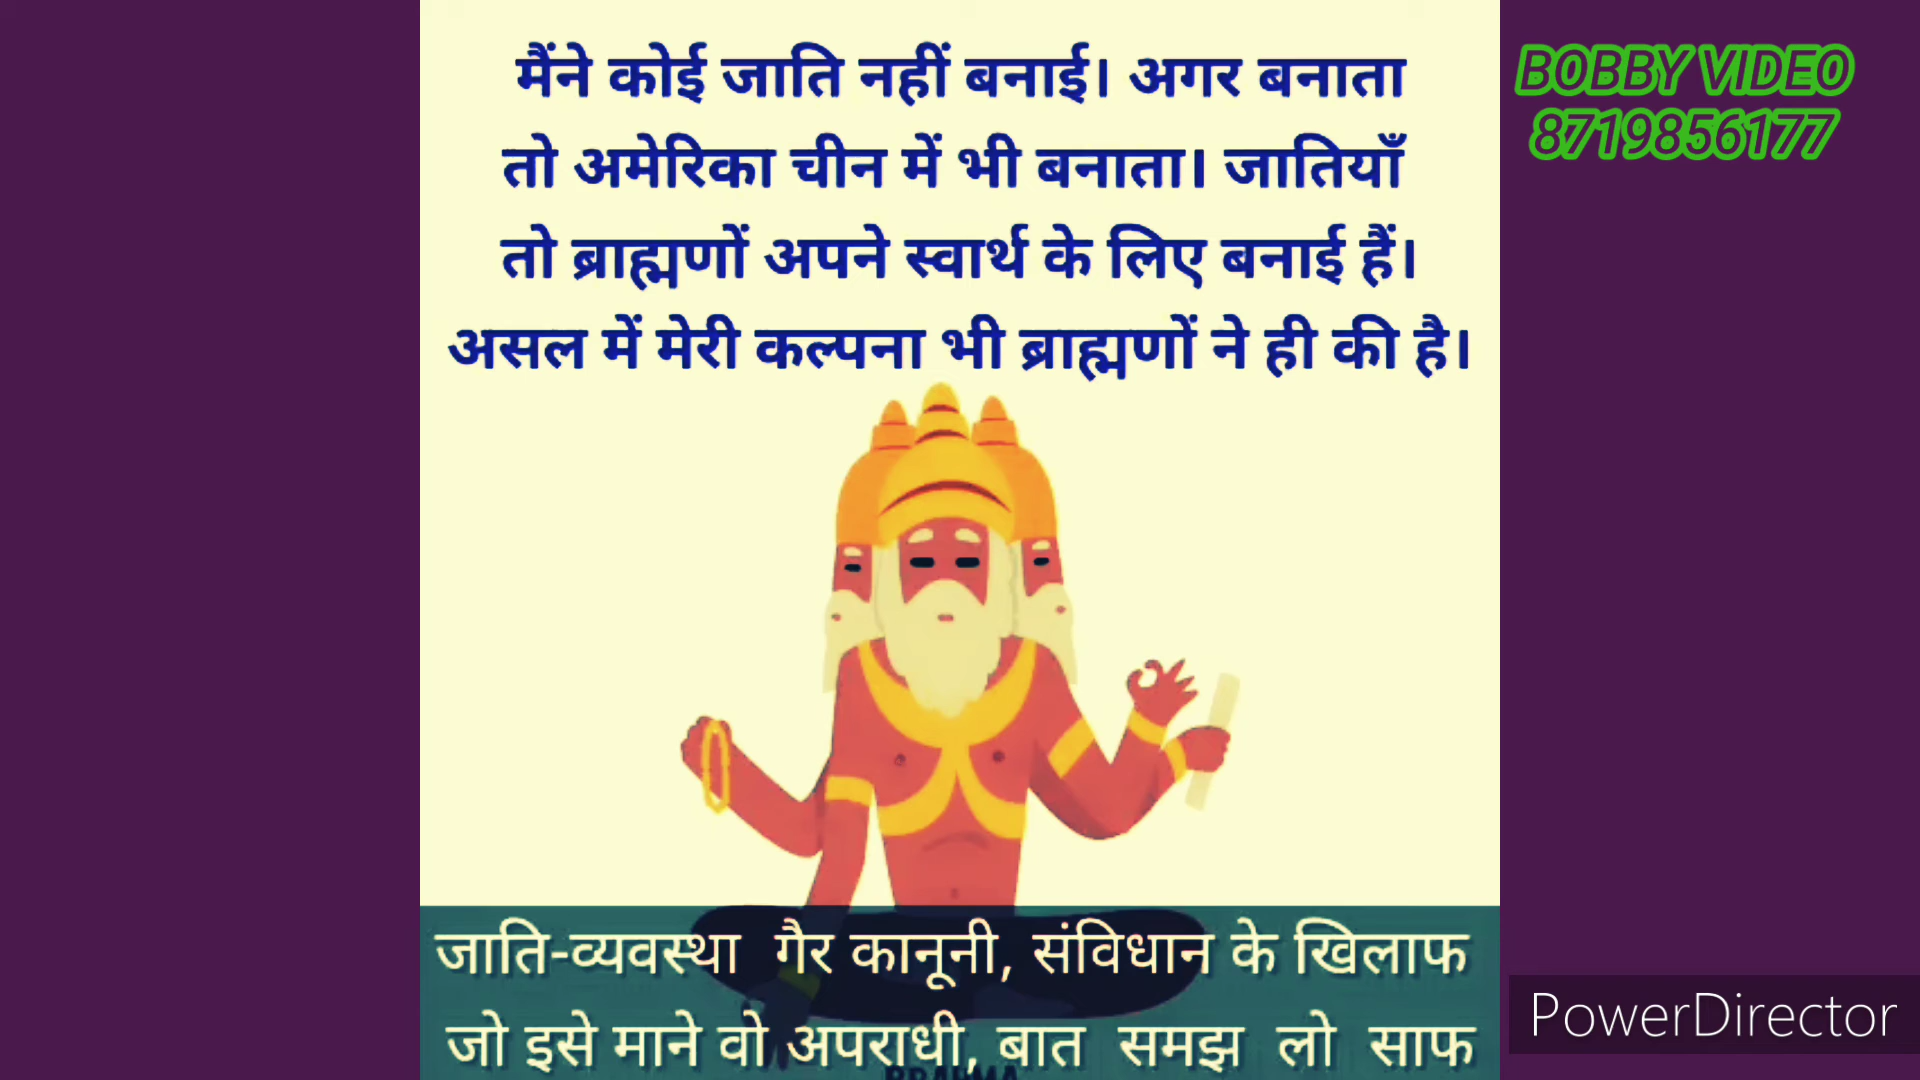 मैंने कोई जाति नहीं बनाई। अगर बनाता
तो अमेरिका चीन में भी बनाता। जातियाँ
तो ब्राह्मणों अपने स्वार्थ के लिए बनाई हैं।
असल में मेरी कल्पना भी ब्राह्मणों ने ही की है।
BOBBY VIDEO
8719856177
जाति-व्यवस्था गैर कानूनी, संविधान के खिलाफ
जो इसे माने वो अपराधी, बात समझ लो साफ
BRAHMA
PowerDirector